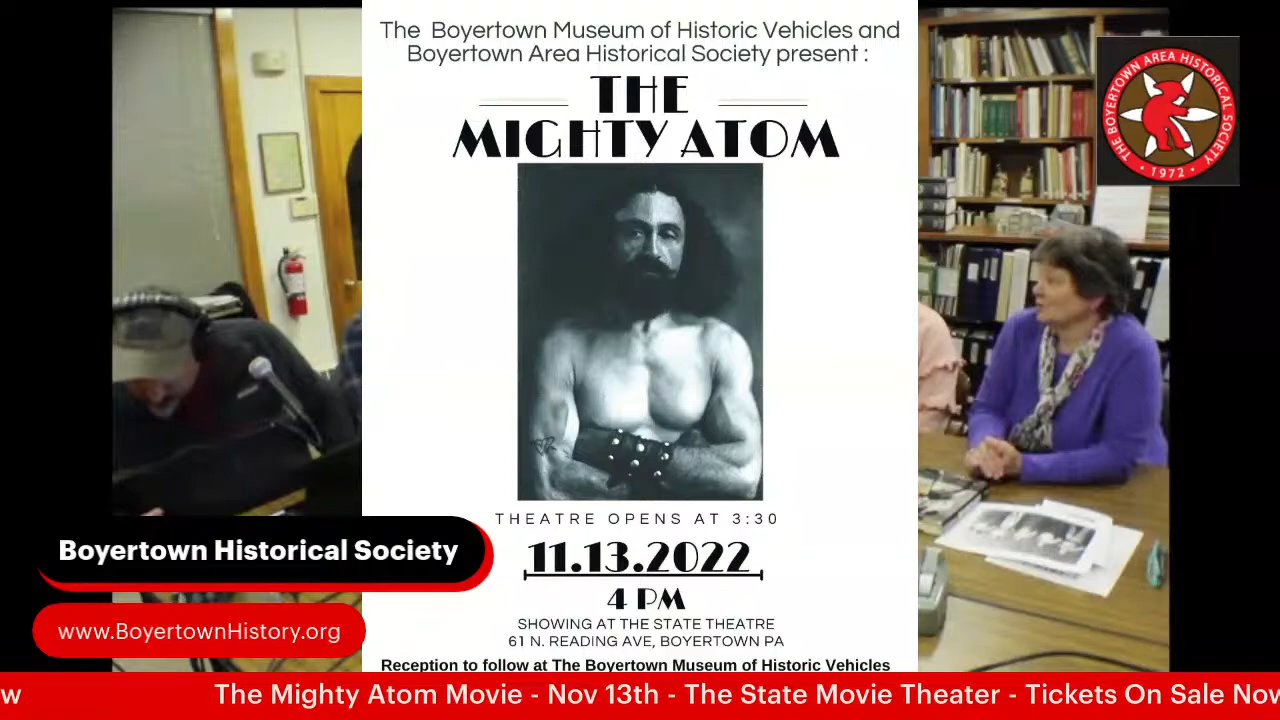 The Boyertown Museum of Historic Vehicles and
Boyertown Area Historical Society present :
THE
MIGHTY ATOM
THE BOYERTOWN AREA HISTORICAL SOCIETY
• 1972 •
THEATRE OPENS AT 3:30
11.13.2022
4 PM
SHOWING AT THE STATE THEATRE
61 N. READING AVE, BOYERTOWN PA
Reception to follow at The Boyertown Museum of Historic Vehicles
Boyertown Historical Society
www.BoyertownHistory.org
w The Mighty Atom Movie - Nov 13th - The State Movie Theater - Tickets On Sale Now